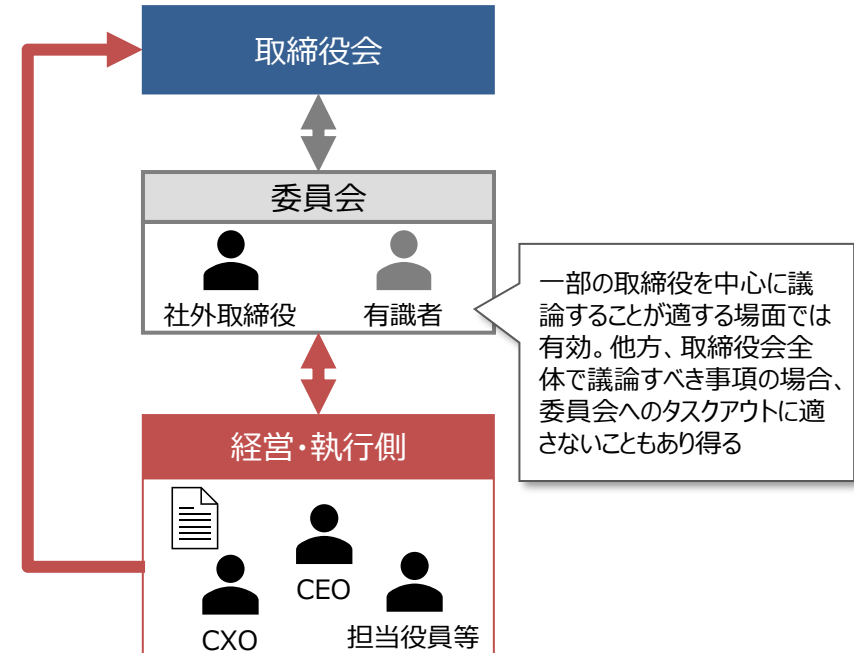 取締役会
委員会
社外取締役
有識者
一部の取締役を中心に議
論することが適する場面では
有効。他方、取締役会全
体で議論すべき事項の場合、
委員会へのタスクアウトに適
さないこともあり得る
経営・執行側
CEO
CXO
担当役員等